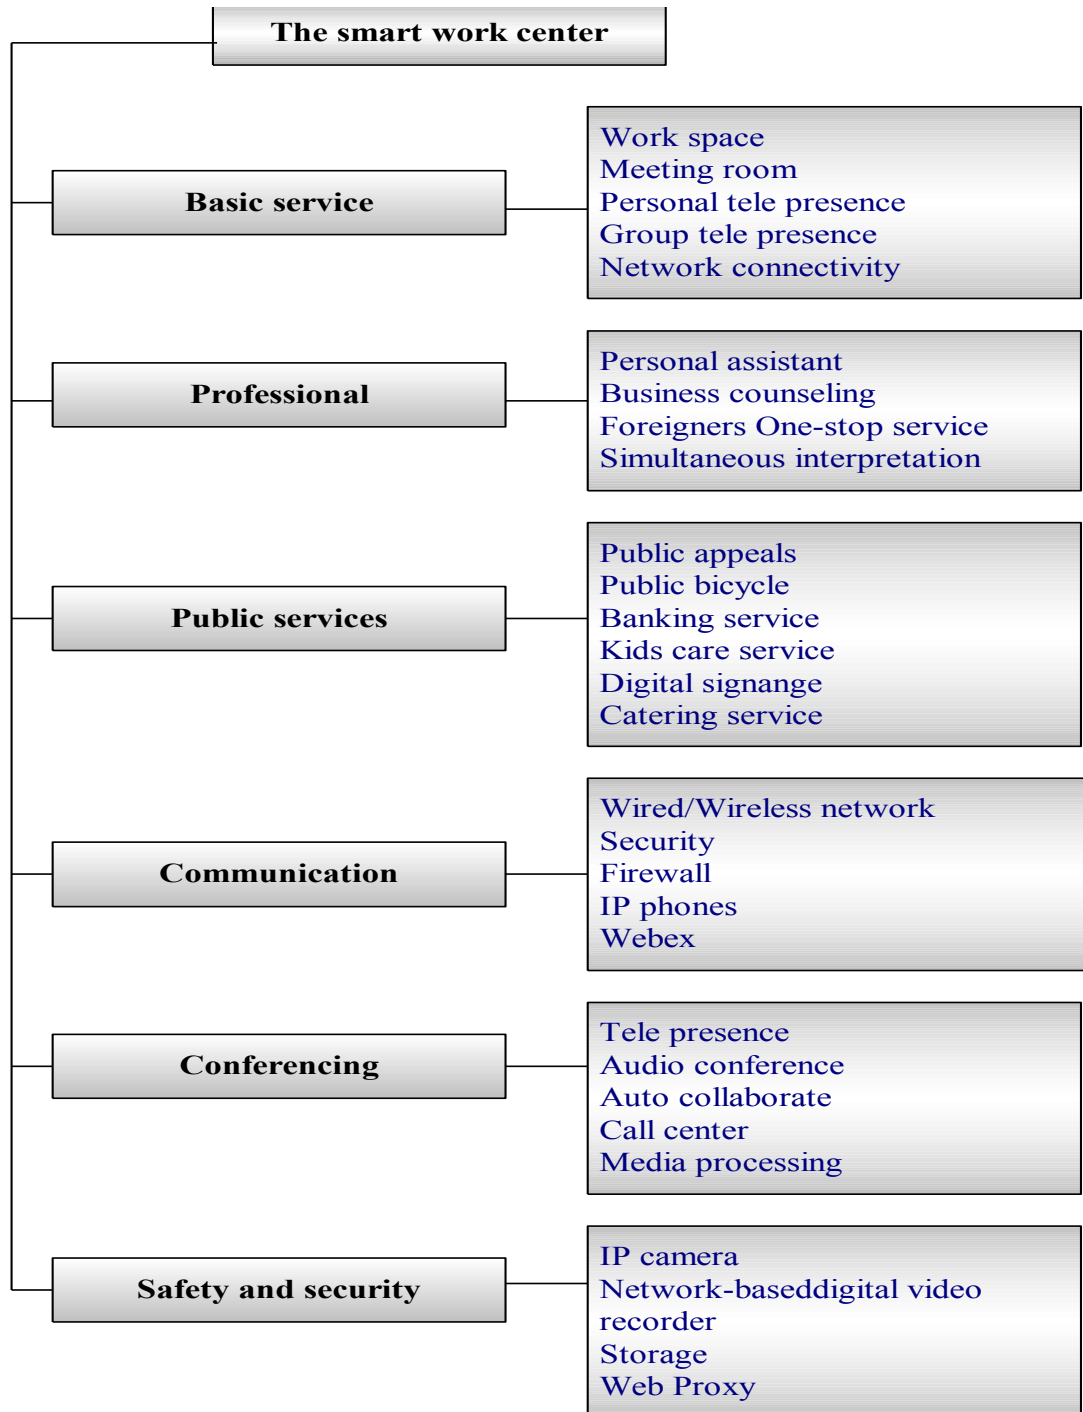 The smart work center
Basic service
Work space
Meeting room
Personal tele presence
Group tele presence
Network connectivity
Professional
Personal assistant
Business counseling
Foreigners One-stop service
Simultaneous interpretation
Public services
Public appeals
Public bicycle
Banking service
Kids care service
Digital signange
Catering service
Communication
Wired/Wireless network
Security
Firewall
IP phones
Webex
Conferencing
Tele presence
Audio conference
Auto collaborate
Call center
Media processing
Safety and security
IP camera
Network-baseddigital video
recorder
Storage
Web Proxy